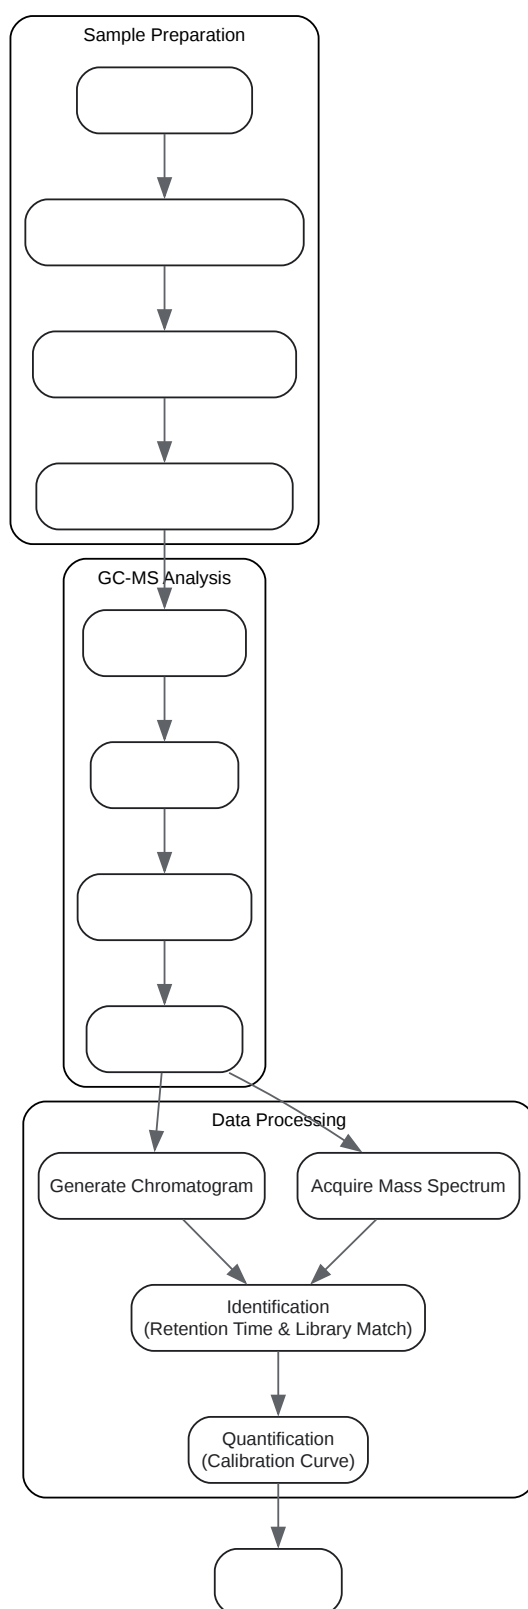 Sample Preparation
GC-MS Analysis
Data Processing
Generate Chromatogram
Acquire Mass Spectrum
Identification
(Retention Time & Library Match)
Quantification
(Calibration Curve)